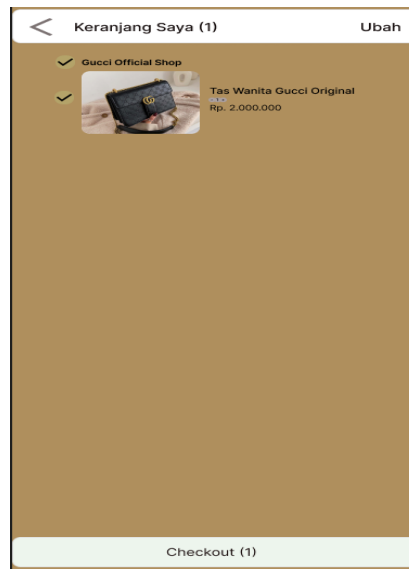 Keranjang Saya (1)
Ubah
Gucci Official Shop
Tas Wanita Gucci Original
Rp. 2.000.000
Checkout (1)